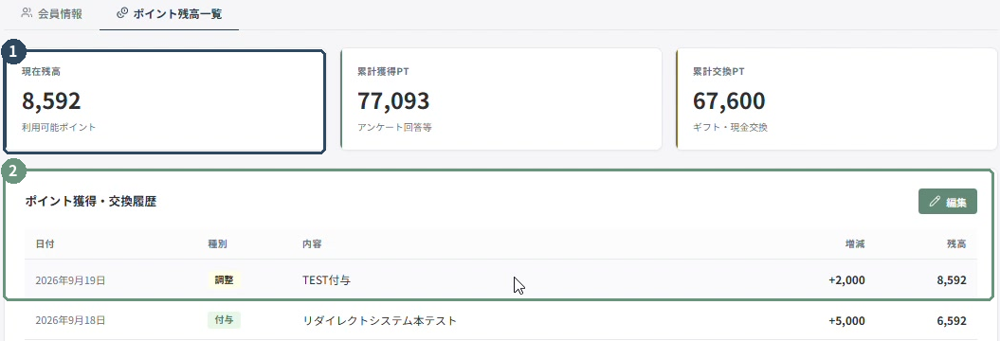 会員情報 ポイント残高一覧
1
現在残高 累計獲得PT 累計交換PT
8,592 77,093 67,600
利用可能ポイント アンケート回答等 ギフト・現金交換
2
ポイント獲得・交換履歴 編集
日付 種別 内容 増減 残高
2026年9月19日 調整 TEST付与 +2,000 8,592
2026年9月18日 付与 リダイレクトシステム本テスト +5,000 6,592